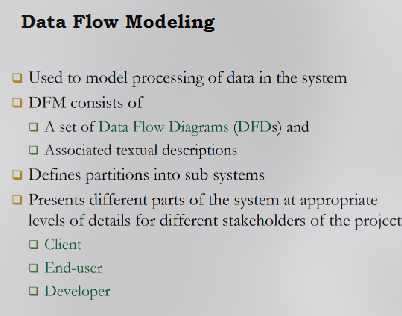 Data Flow Modeling
Used to model processing of data in the system
DFM consists of
A set of Data Flow Diagrams (DFDs) and
Associated textual descriptions
Defines partitions into sub systems
Presents different parts of the system at appropriate
levels of details for different stakeholders of the project
Client
End-user
Developer